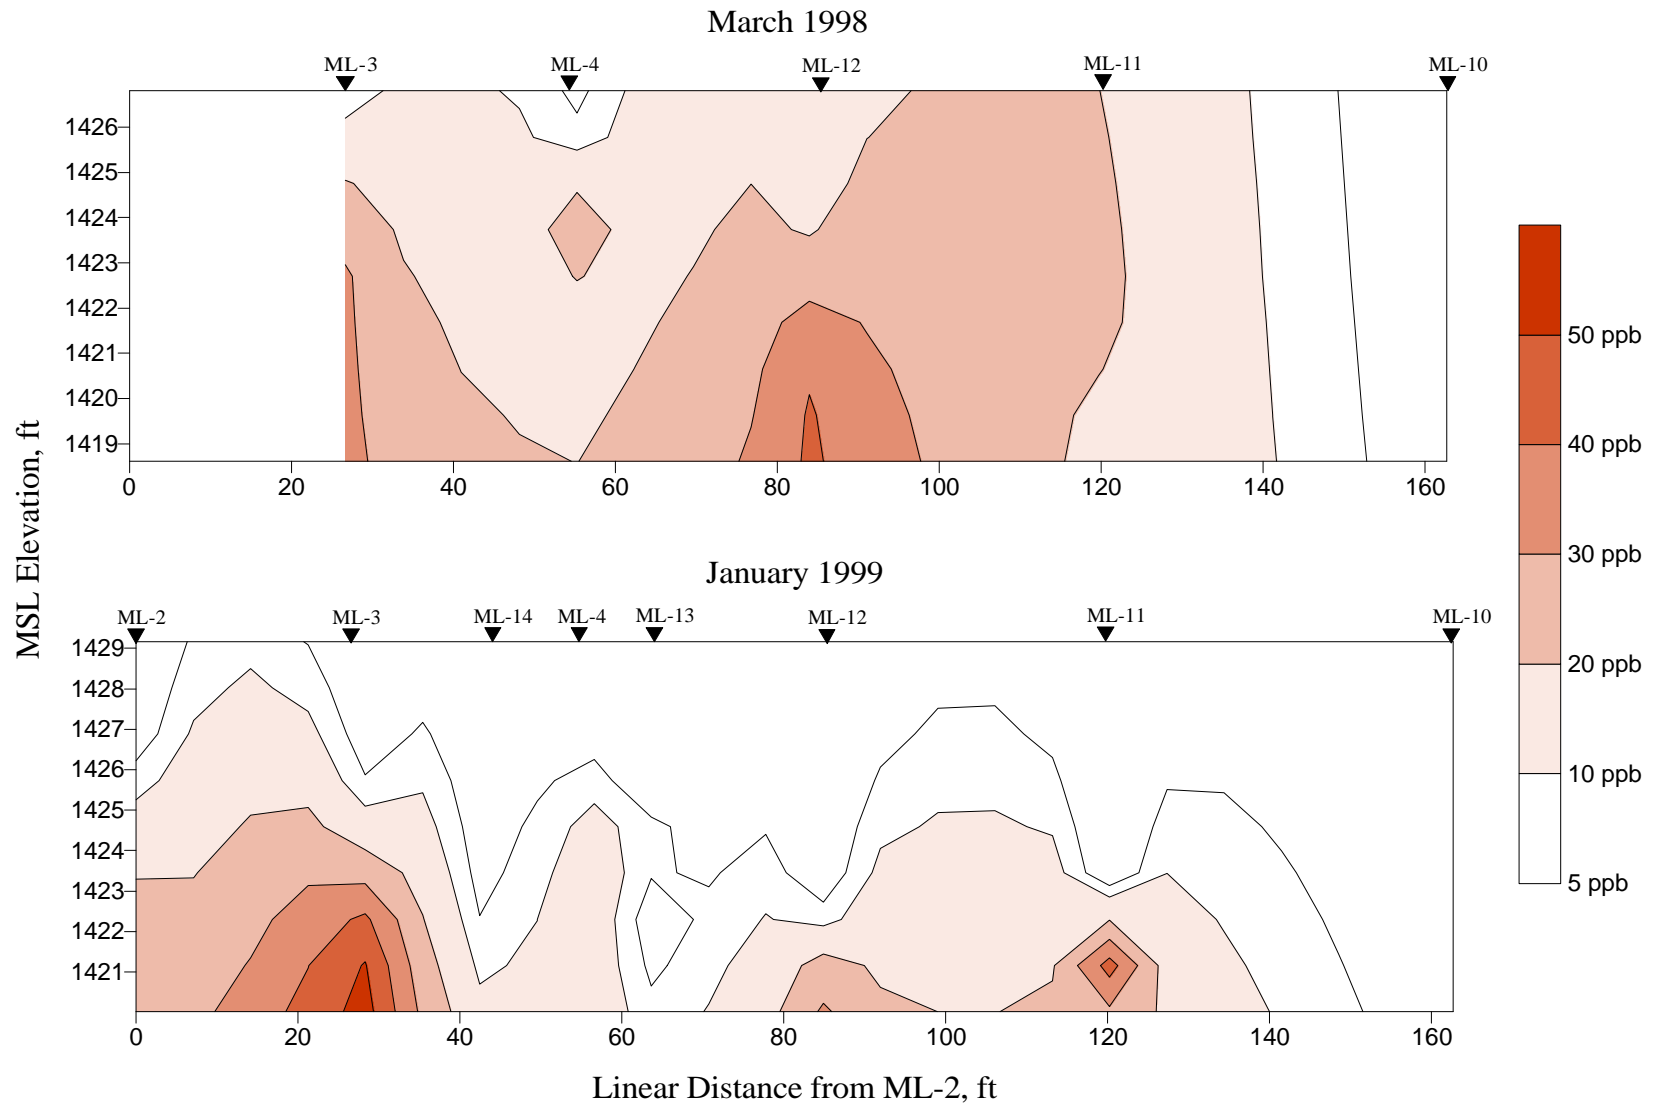 March 1998
ML-3 ML-4 ML-12 ML-11 ML-10
1426
1425
1424
1423
1422
1421
1420
1419
0 20 40 60 80 100 120 140 160
MSL Elevation, ft
50 ppb
40 ppb
30 ppb
20 ppb
10 ppb
5 ppb
January 1999
ML-2 ML-3 ML-14 ML-4 ML-13 ML-12 ML-11 ML-10
1429
1428
1427
1426
1425
1424
1423
1422
1421
0 20 40 60 80 100 120 140 160
Linear Distance from ML-2, ft